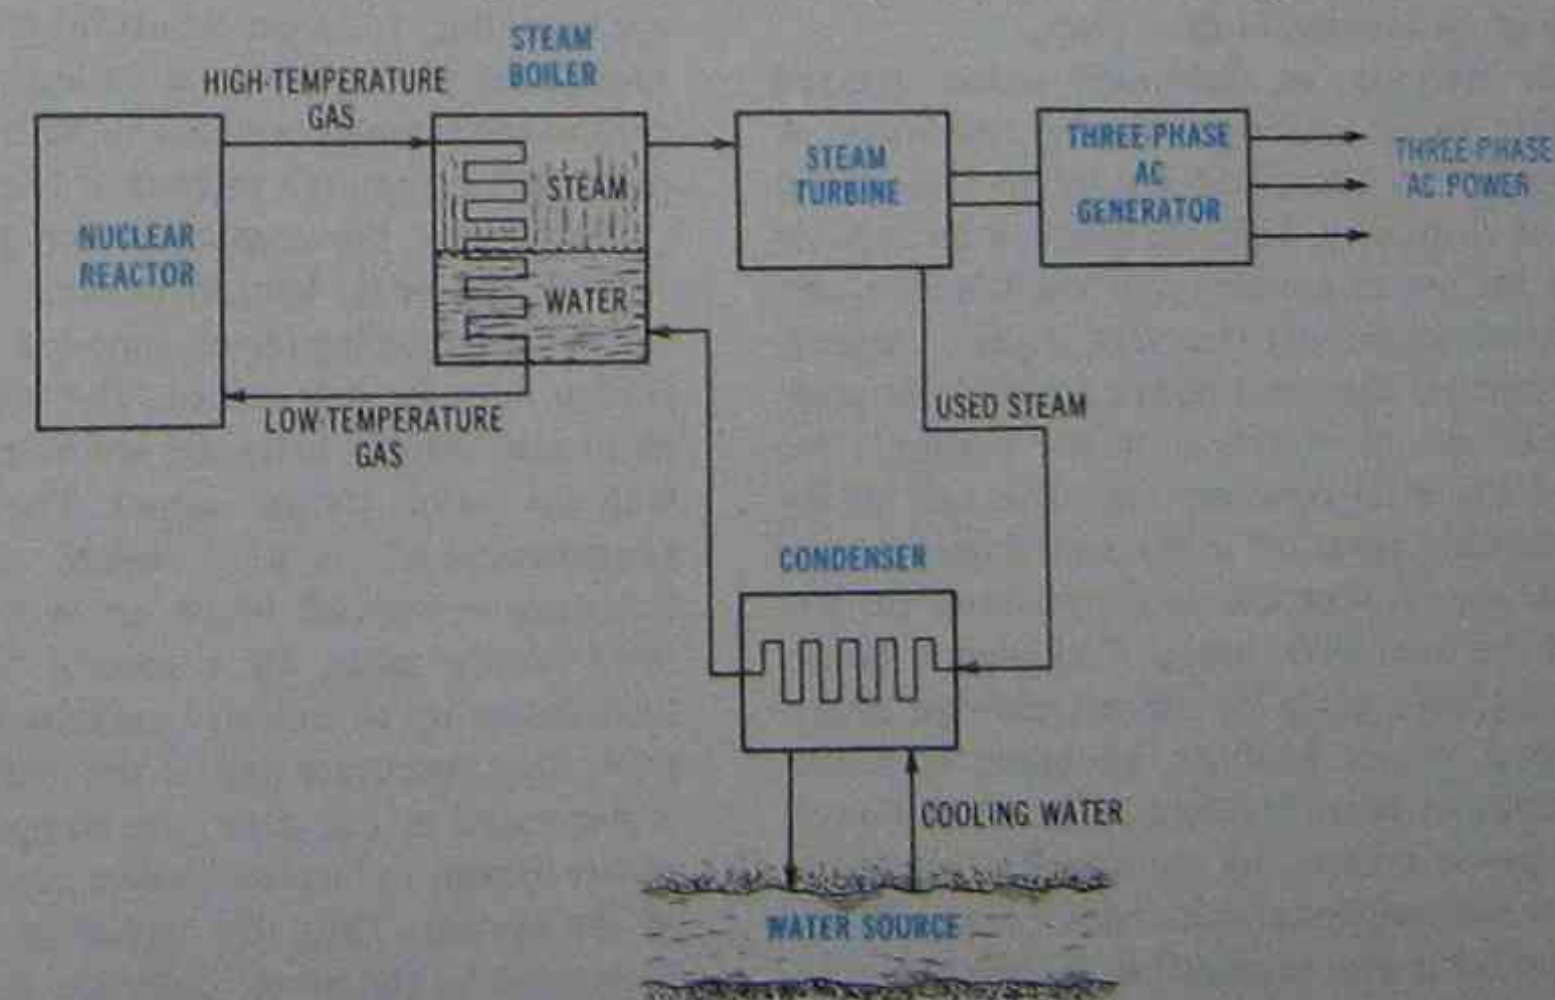 STEAM
BOILER
HIGH-TEMPERATURE
GAS
NUCLEAR
REACTOR
STEAM
WATER
STEAM
TURBINE
THREE-PHASE
AC
GENERATOR
THREE-PHASE
AC POWER
LOW-TEMPERATURE
GAS
USED STEAM
CONDENSER
COOLING WATER
WATER SOURCE